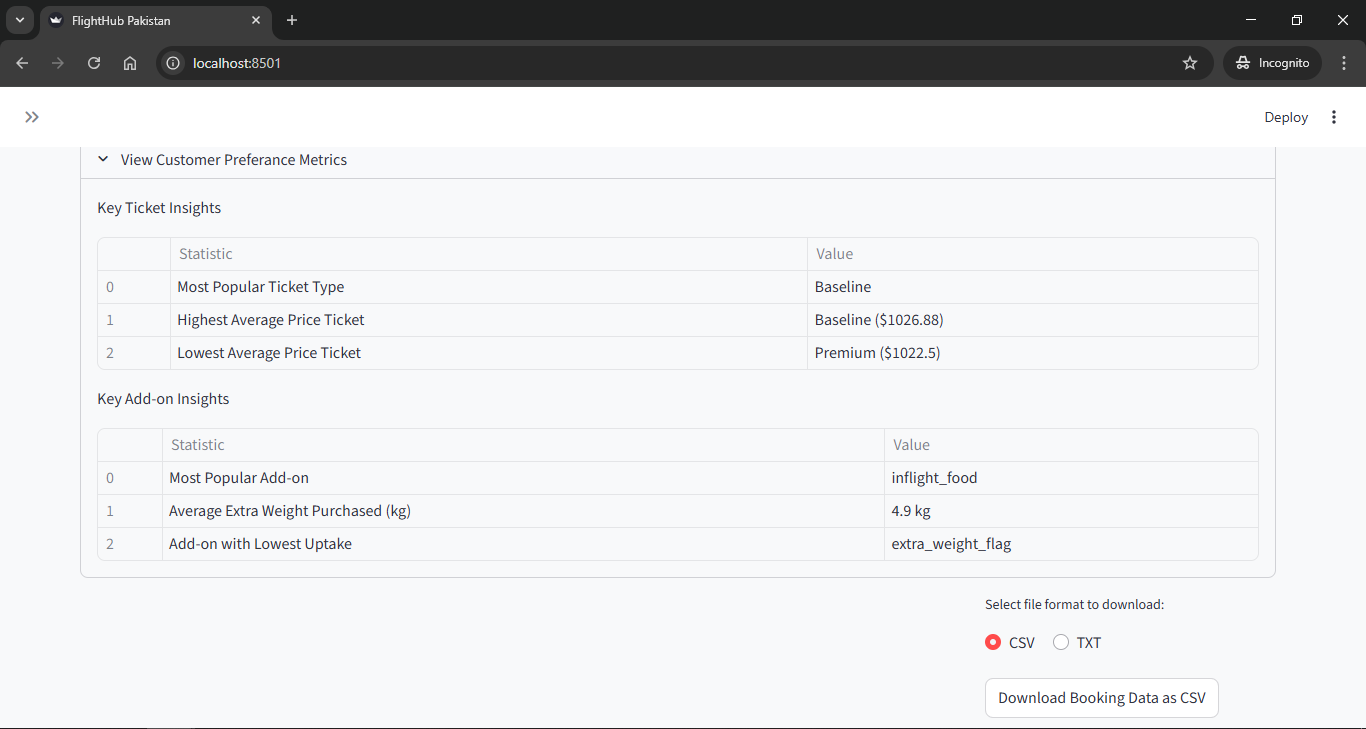 FlightHub Pakistan
localhost:8501
Incognito
Deploy
View Customer Preferance Metrics
Key Ticket Insights
Statistic Value
0 Most Popular Ticket Type Baseline
1 Highest Average Price Ticket Baseline ($1026.88)
2 Lowest Average Price Ticket Premium ($1022.5)
Key Add-on Insights
Statistic Value
0 Most Popular Add-on inflight_food
1 Average Extra Weight Purchased (kg) 4.9 kg
2 Add-on with Lowest Uptake extra_weight_flag
Select file format to download:
CSV TXT
Download Booking Data as CSV